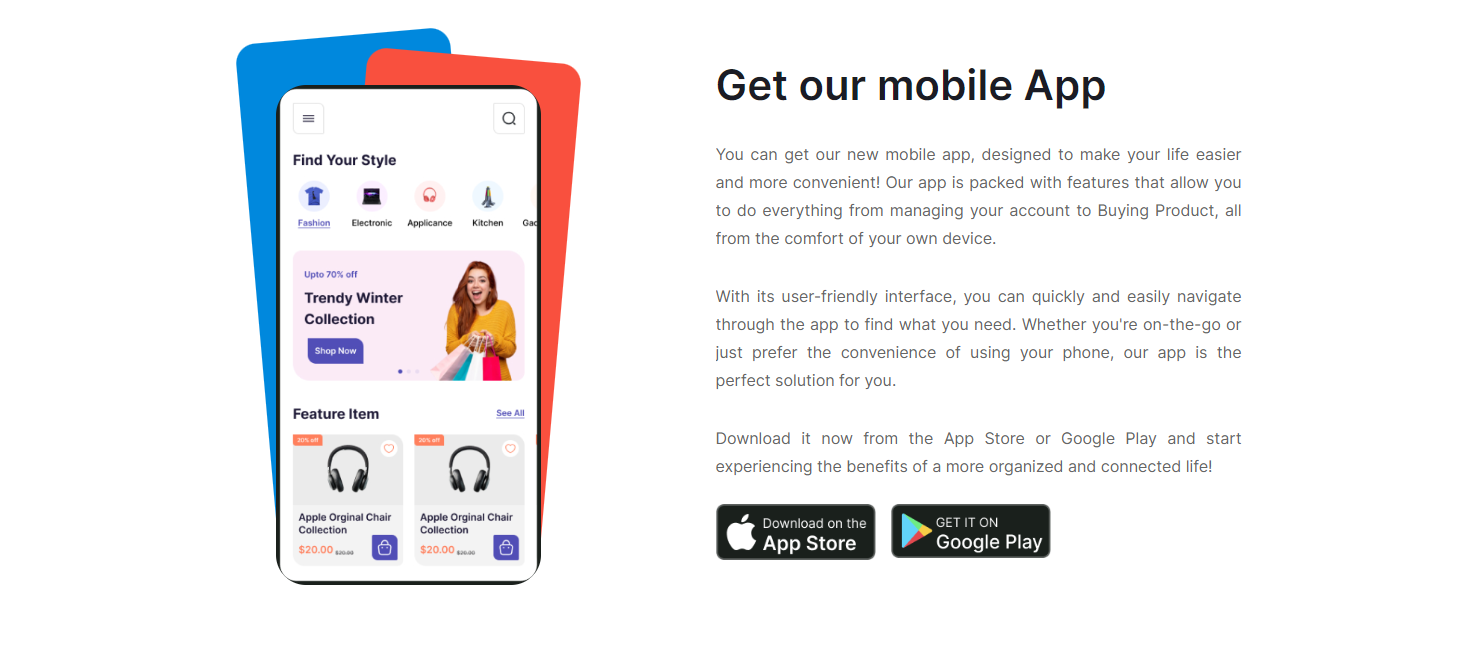 Get our mobile App
You can get our new mobile app, designed to make your life easier
and more convenient! Our app is packed with features that allow you
to do everything from managing your account to Buying Product, all
from the comfort of your own device.
With its user-friendly interface, you can quickly and easily navigate
through the app to find what you need. Whether you're on-the-go or
just prefer the convenience of using your phone, our app is the
perfect solution for you.
Download it now from the App Store or Google Play and start
experiencing the benefits of a more organized and connected life!
Download on the
App Store
GET IT ON
Google Play
Find Your Style
Fashion
Electronic
Applicance
Kitchen
Upto 70% off
Trendy Winter
Collection
Shop Now
Feature Item
See All
20% off
Apple Orginal Chair
Collection
$20.00 $20.00
Apple Orginal Chair
Collection
$20.00 $20.00